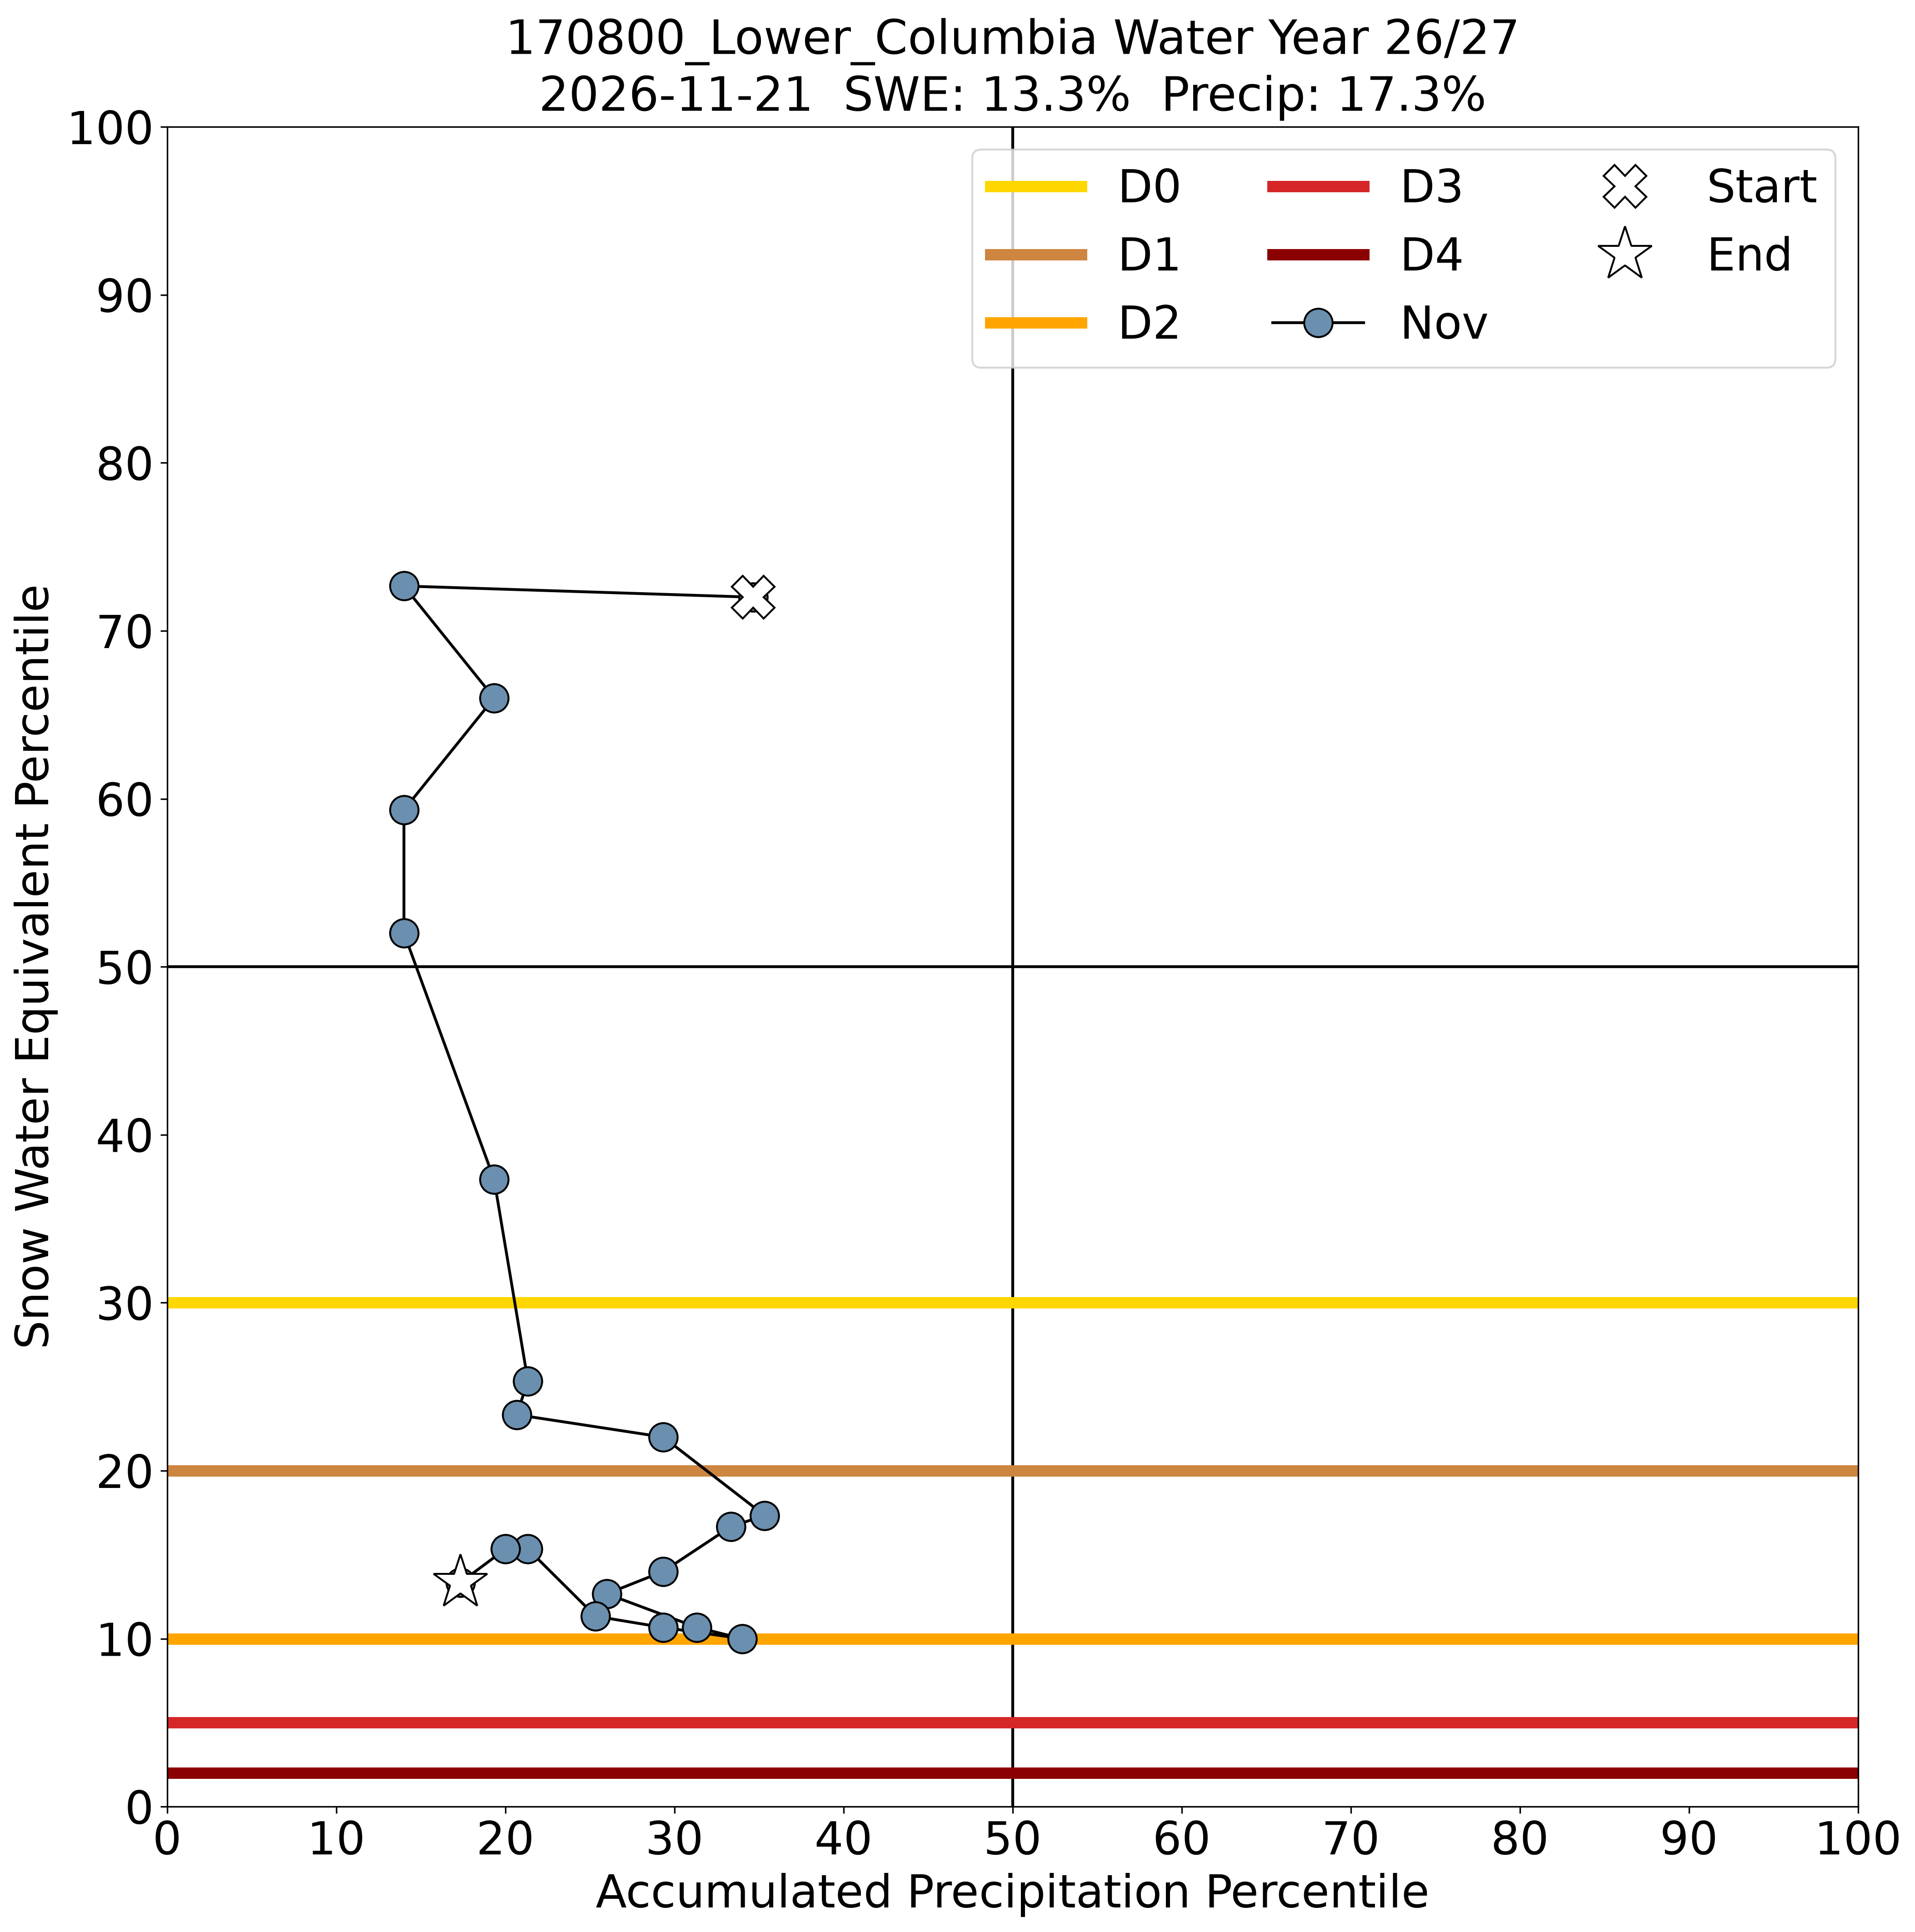 170800_Lower_Columbia Water Year 26/27
2026-11-21  SWE: 13.3%  Precip: 17.3%
D0
D1
D2
D3
D4
Nov
Start
End
Snow Water Equivalent Percentile
100
90
80
70
60
50
40
30
20
10
0
0 10 20 30 40 50 60 70 80 90 100
Accumulated Precipitation Percentile